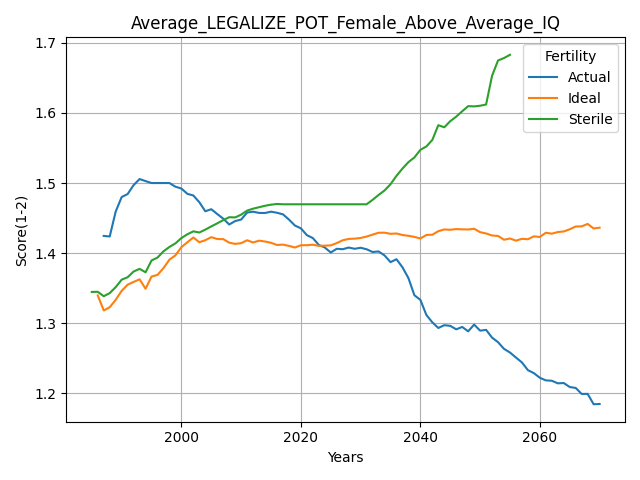 Average_LEGALIZE_POT_Female_Above_Average_IQ
Score(1-2)
1.7
1.6
1.5
1.4
1.3
1.2
Fertility
Actual
Ideal
Sterile
2000 2020 2040 2060
Years